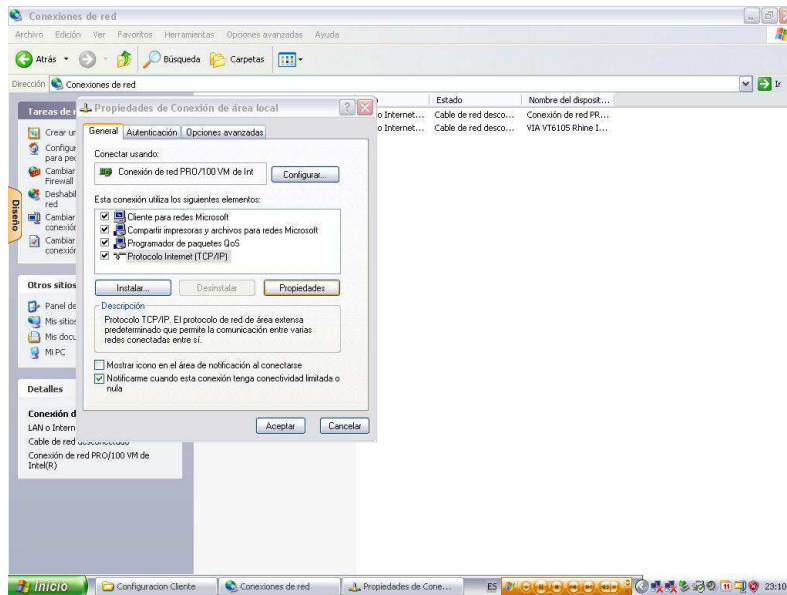 Conexiones de red
Archivo Edición Ver Favoritos Herramientas Opciones avanzadas Ayuda
Atrás Búsqueda Carpetas
Dirección Conexiones de red Ir
Estado Nombre del disposit...
o Internet... Cable de red desco... Conexión de red PR...
o Internet... Cable de red desco... VIA VT6105 Rhine I...
Tareas de
Crear
Configur
para pec
Cambiar
Firewall
Deshabil
red
Cambiar
conexión
Cambiar
conexión
Diseño
Otros sitios
Panel de
Mis sitios
Mis docu
Mi PC
Detalles
Conexión d
LAN o Intern
Cable de red desconectado
Conexión de red PRO/100 VM de
Intel(R)
Propiedades de Conexión de área local
General Autenticación Opciones avanzadas
Conectar usando:
Conexión de red PRO/100 VM de Int Configurar...
Esta conexión utiliza los siguientes elementos:
Cliente para redes Microsoft
Compartir impresoras y archivos para redes Microsoft
Programador de paquetes QoS
Protocolo Internet (TCP/IP)
Instalar... Desinstalar Propiedades
Descripción
Protocolo TCP/IP. El protocolo de red de área extensa
predeterminado que permite la comunicación entre varias
redes conectadas entre sí.
Mostrar icono en el área de notificación al conectarse
Notificarme cuando esta conexión tenga conectividad limitada o
nula
Aceptar Cancelar
Inicio Configuracion Cliente Conexiones de red Propiedades de Cone... ES 23:10